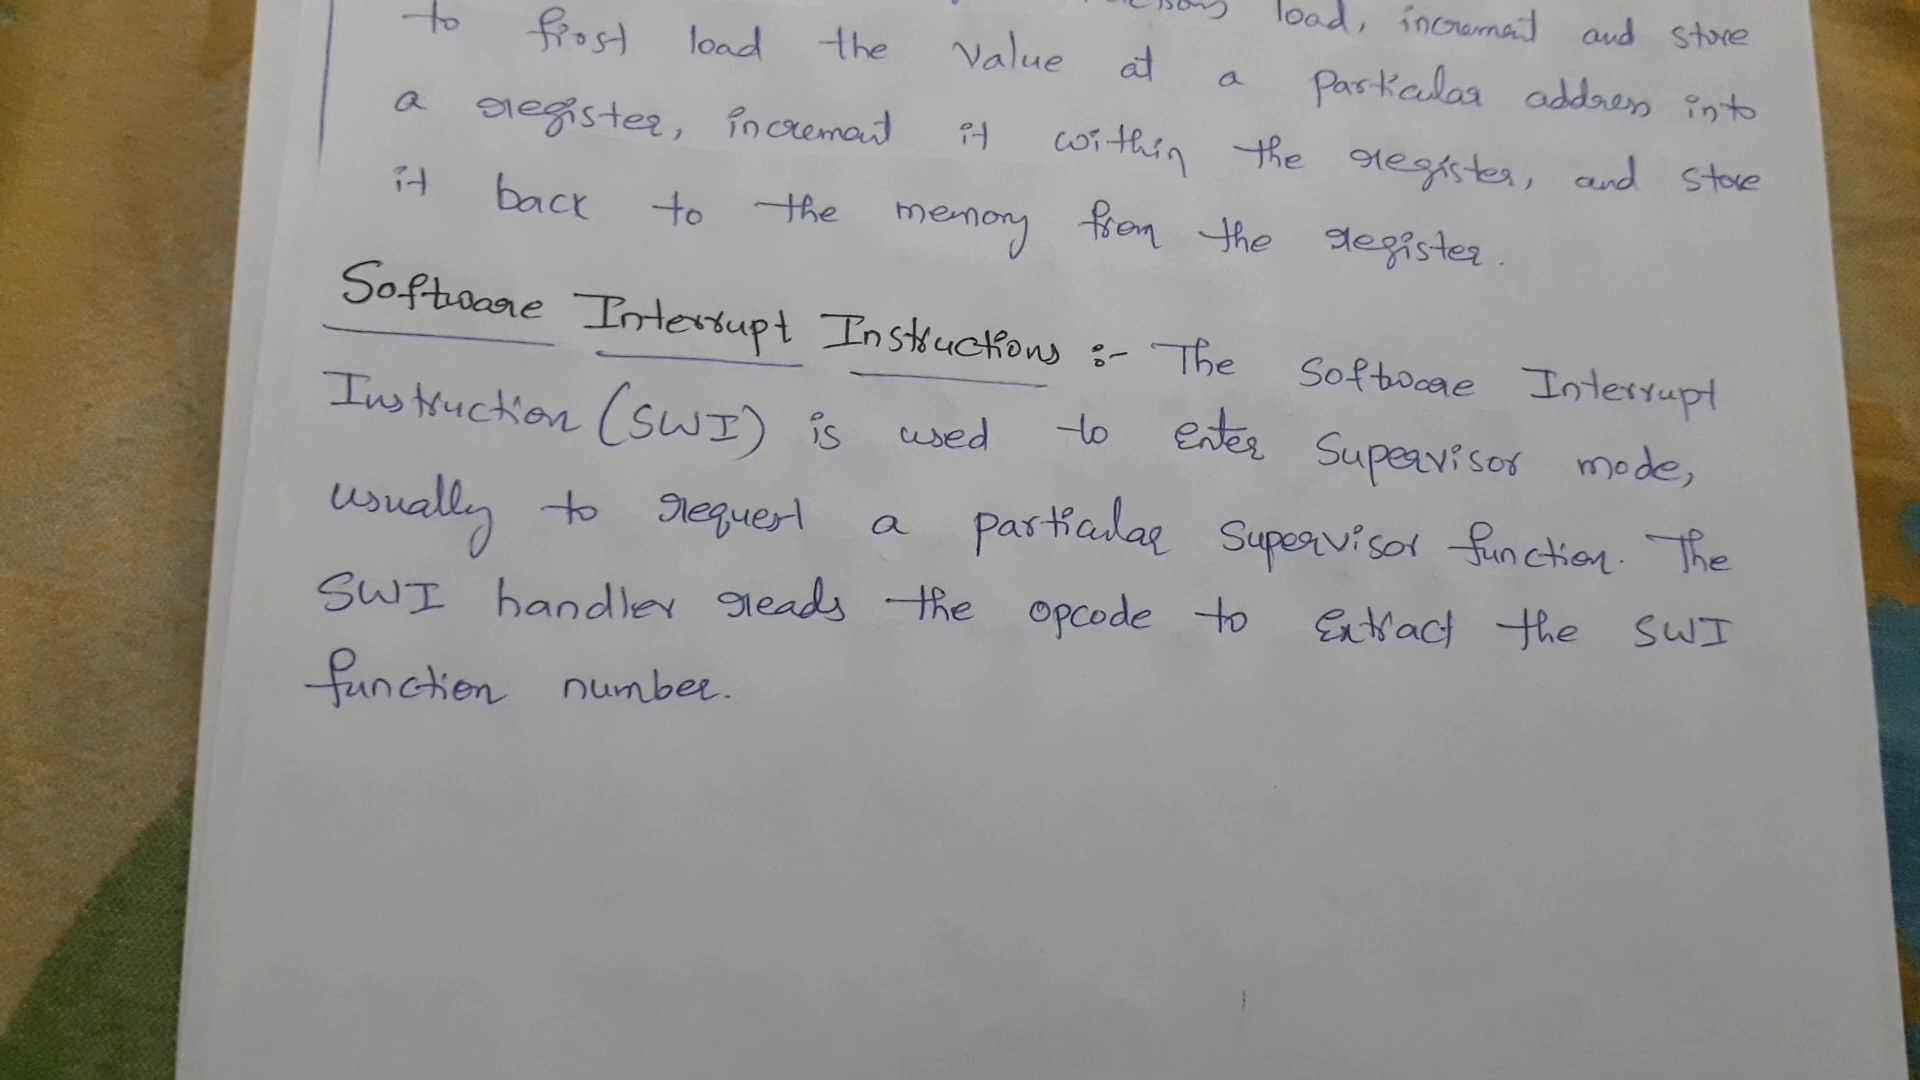 load, increment and store
to first load the value at a particular address into
a register, increment it within the register, and store
it back to the memory from the register.
Software Interrupt Instructions :- The Software Interrupt
Instruction (SWI) is used to enter Supervisor mode,
usually to request a particular Supervisor function. The
SWI handler reads the opcode to Extract the SWI
function number.